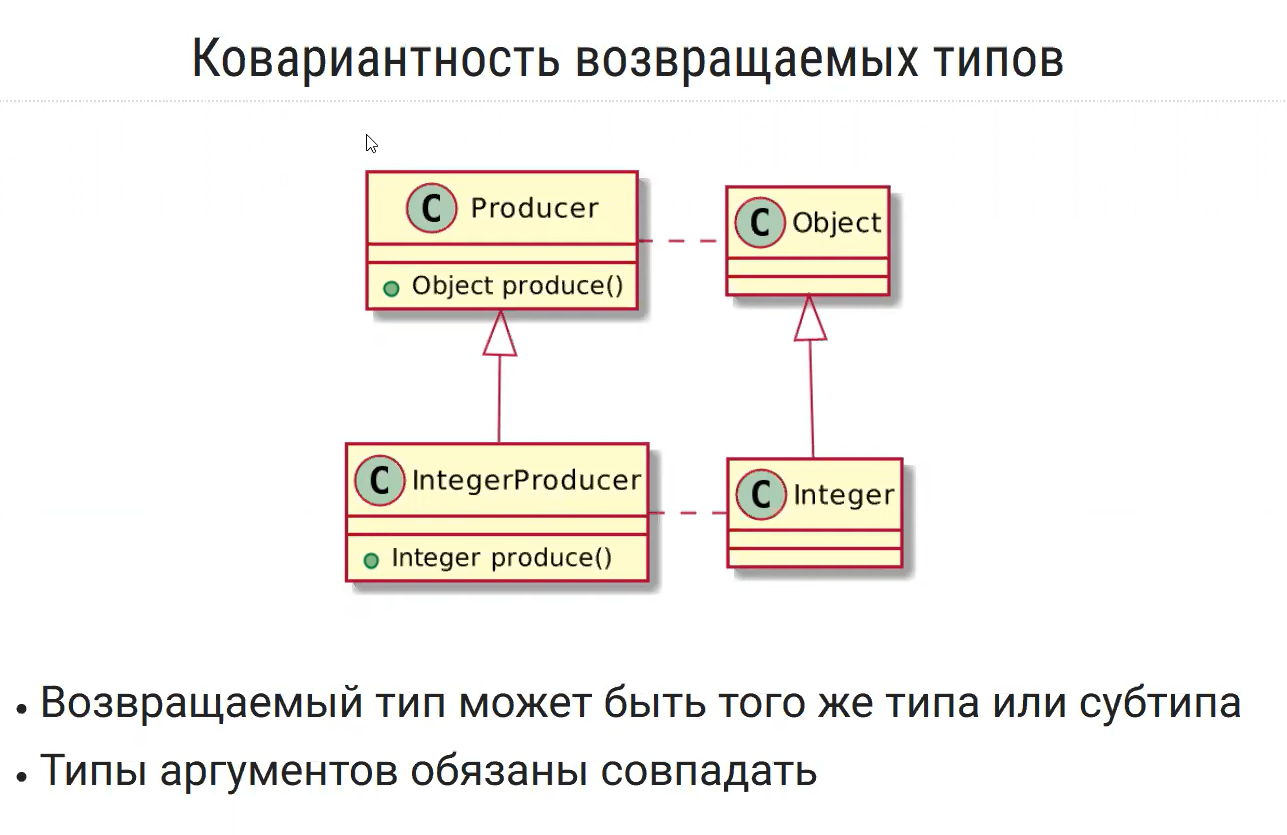 Ковариантность возвращаемых типов
C Producer
Object produce()
C Object
C IntegerProducer
Integer produce()
C Integer
• Возвращаемый тип может быть того же типа или субтипа
• Типы аргументов обязаны совпадать